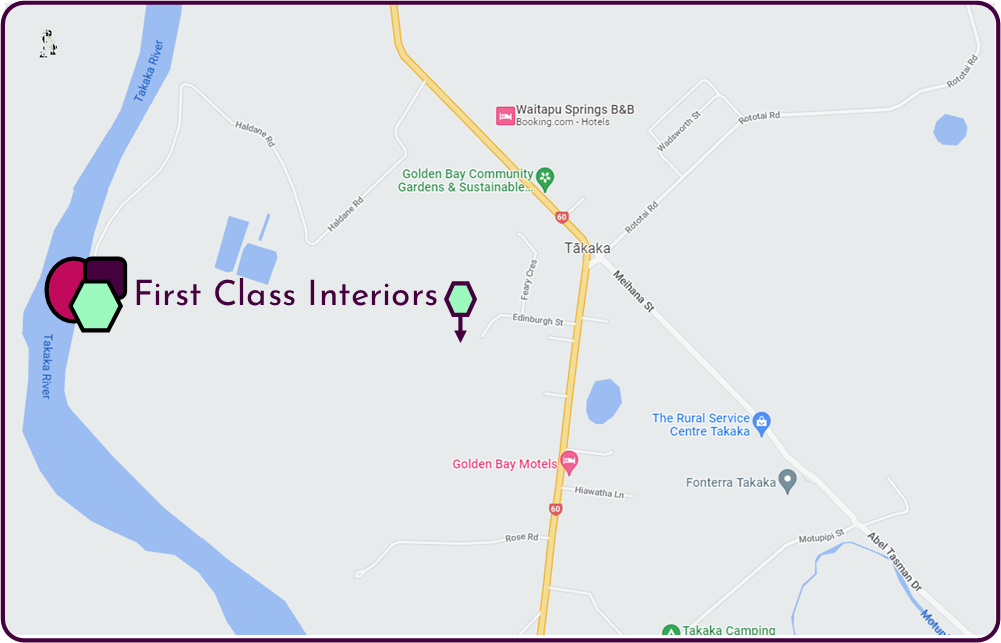 Takaka River
Haldane Rd
Haldane Rd
Waitapu Springs B&B
Booking.com - Hotels
Rototai Rd
Rototai Rd
Wadsworth St
Golden Bay Community
Gardens & Sustainable...
60
Rototai Rd
Tākaka
Feary Cres
Meihana St
First Class Interiors
Edinburgh St
Takaka River
The Rural Service
Centre Takaka
Golden Bay Motels
Fonterra Takaka
Hiawatha Ln
60
Rose Rd
Motupipi St
Abel Tasman Dr
Motup
Takaka Camping